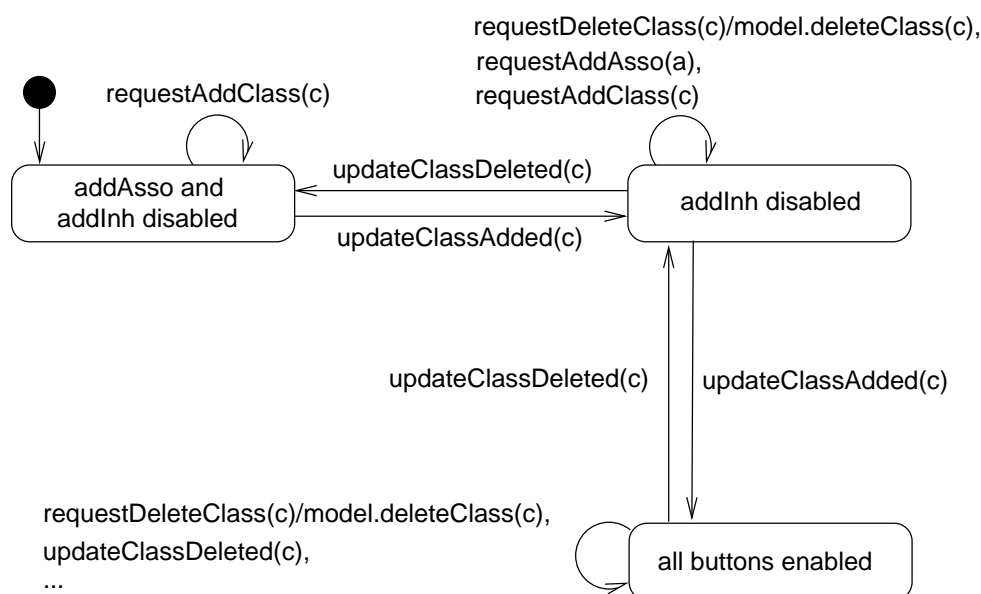 requestDeleteClass(c)/model.deleteClass(c),
requestAddAsso(a),
requestAddClass(c)
requestAddClass(c)
addAsso and
addInh disabled
updateClassDeleted(c)
updateClassAdded(c)
addInh disabled
updateClassDeleted(c)
updateClassAdded(c)
requestDeleteClass(c)/model.deleteClass(c),
updateClassDeleted(c),
...
all buttons enabled